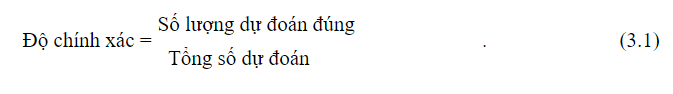 Số lượng dự đoán đúng
Độ chính xác = . (3.1)
Tổng số dự đoán